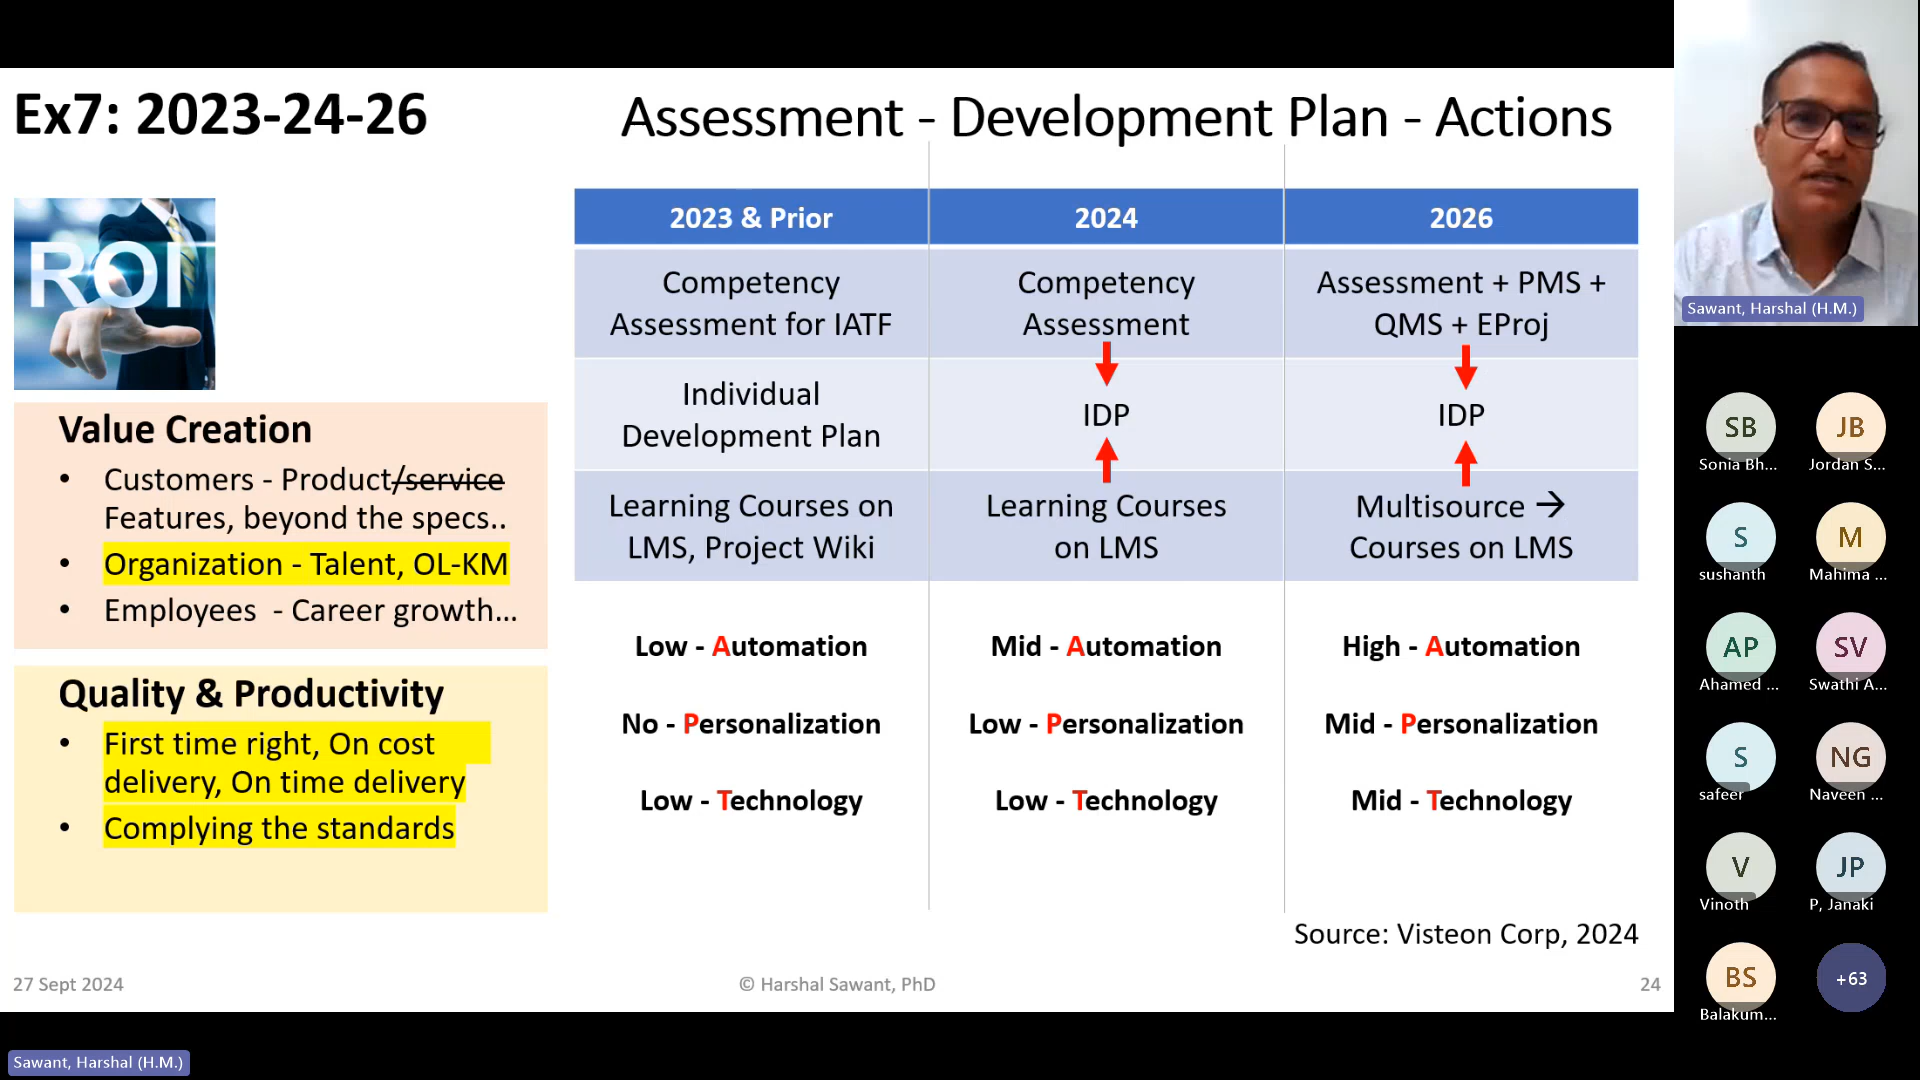 Ex7: 2023-24-26
Assessment - Development Plan - Actions
ROI
Value Creation
• Customers - Product/service
Features, beyond the specs..
• Organization - Talent, OL-KM
• Employees - Career growth...
Quality & Productivity
• First time right, On cost
delivery, On time delivery
• Complying the standards
2023 & Prior
2024
2026
Competency
Assessment for IATF
Competency
Assessment
Assessment + PMS +
QMS + EProj
Individual
Development Plan
IDP
IDP
Learning Courses on
LMS, Project Wiki
Learning Courses
on LMS
Multisource →
Courses on LMS
Low - Automation
Mid - Automation
High - Automation
No - Personalization
Low - Personalization
Mid - Personalization
Low - Technology
Low - Technology
Mid - Technology
Source: Visteon Corp, 2024
27 Sept 2024
© Harshal Sawant, PhD
24
Sawant, Harshal (H.M.)
SB
JB
Sonia Bh...
Jordan S...
S
M
sushanth
Mahima ...
AP
SV
Ahamed ...
Swathi A...
S
NG
safeer
Naveen ...
V
JP
Vinoth
P, Janaki
BS
+63
Balakum...
Sawant, Harshal (H.M.)